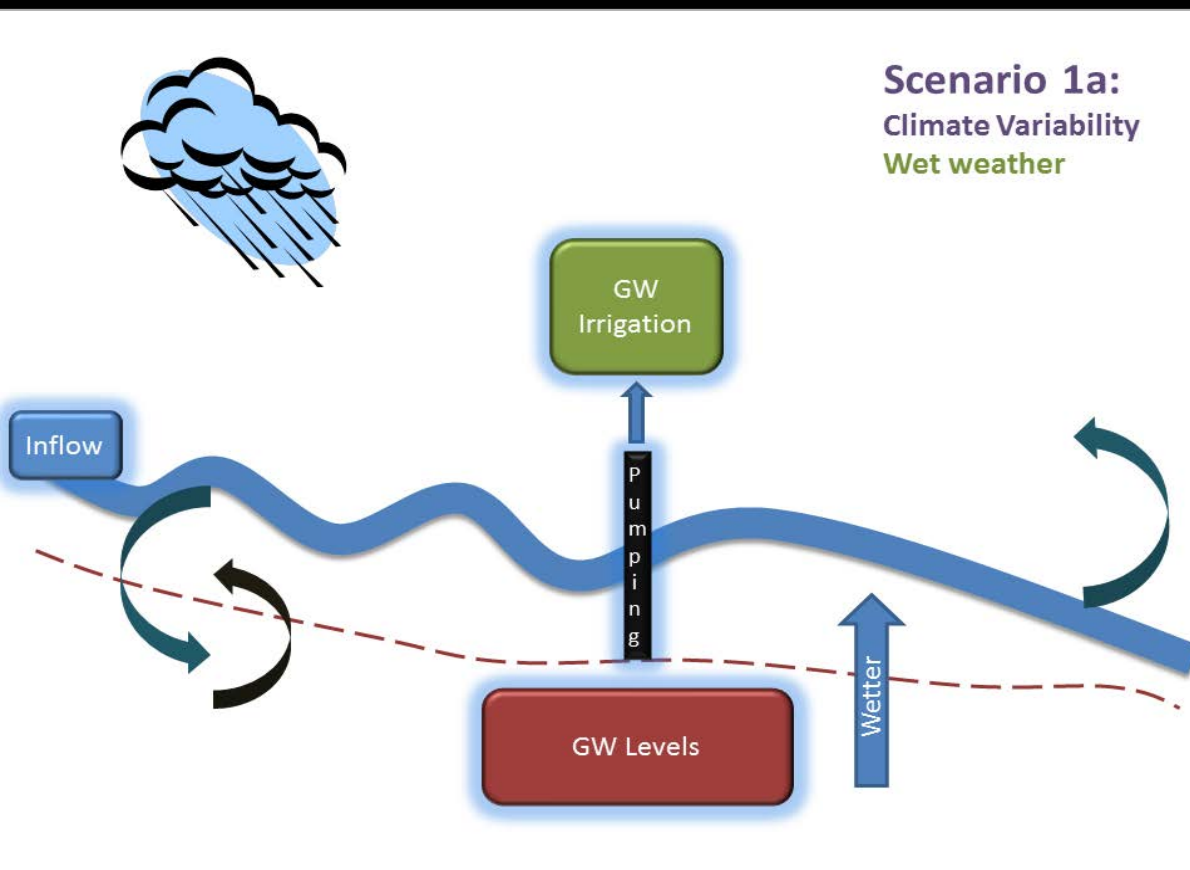 Scenario 1a:
Climate Variability
Wet weather
GW
Irrigation
Inflow
Pumping
GW Levels
Wetter